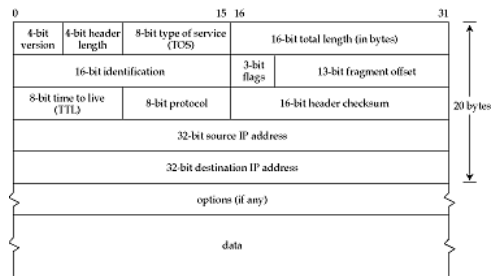 0 15 16 31
4-bit version 4-bit header length 8-bit type of service (TOS) 16-bit total length (in bytes)
16-bit identification 3-bit flags 13-bit fragment offset
8-bit time to live (TTL) 8-bit protocol 16-bit header checksum
20 bytes
32-bit source IP address
32-bit destination IP address
options (if any)
data